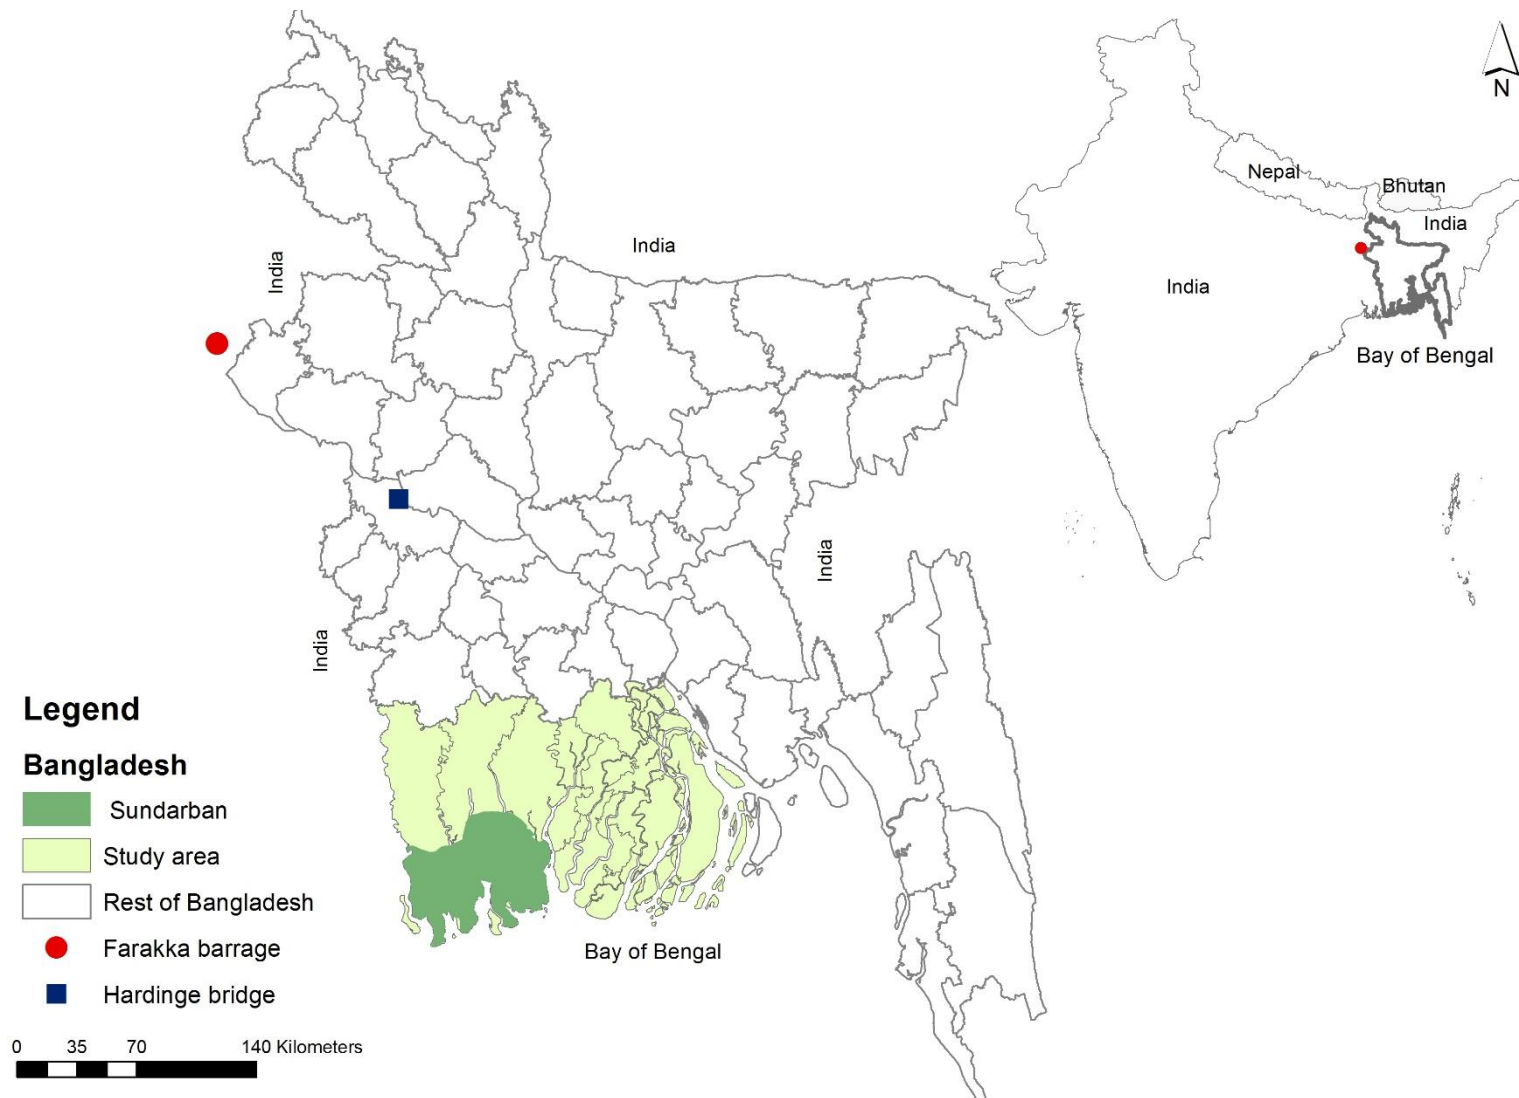 N
Nepal
Bhutan
India
India
India
India
Bay of Bengal
India
India
Legend
Bangladesh
Sundarban
Study area
Rest of Bangladesh
Farakka barrage
Hardinge bridge
Bay of Bengal
0 35 70 140 Kilometers